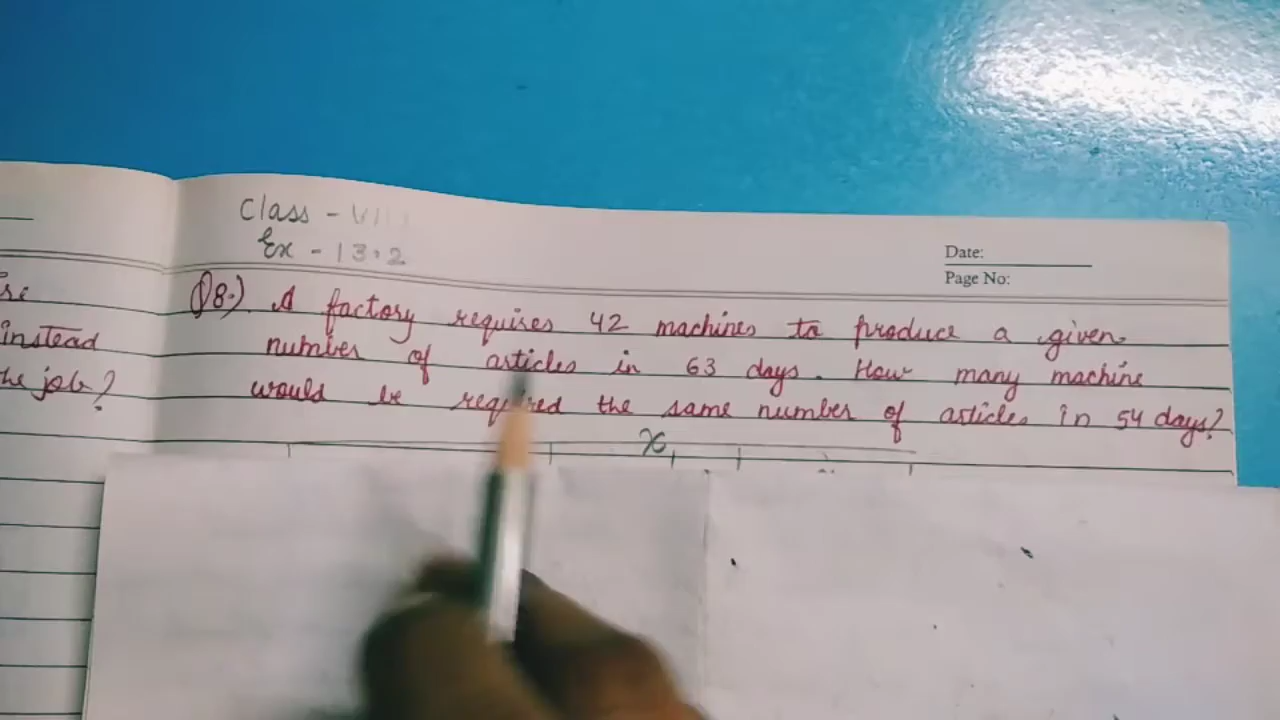 Class - VIII
Ex - 13.2
Date:
Page No:
Q8.) A factory requires 42 machines to produce a given
number of articles in 63 days. How many machine
would be required the same number of articles in 54 days?
x
instead
the job?